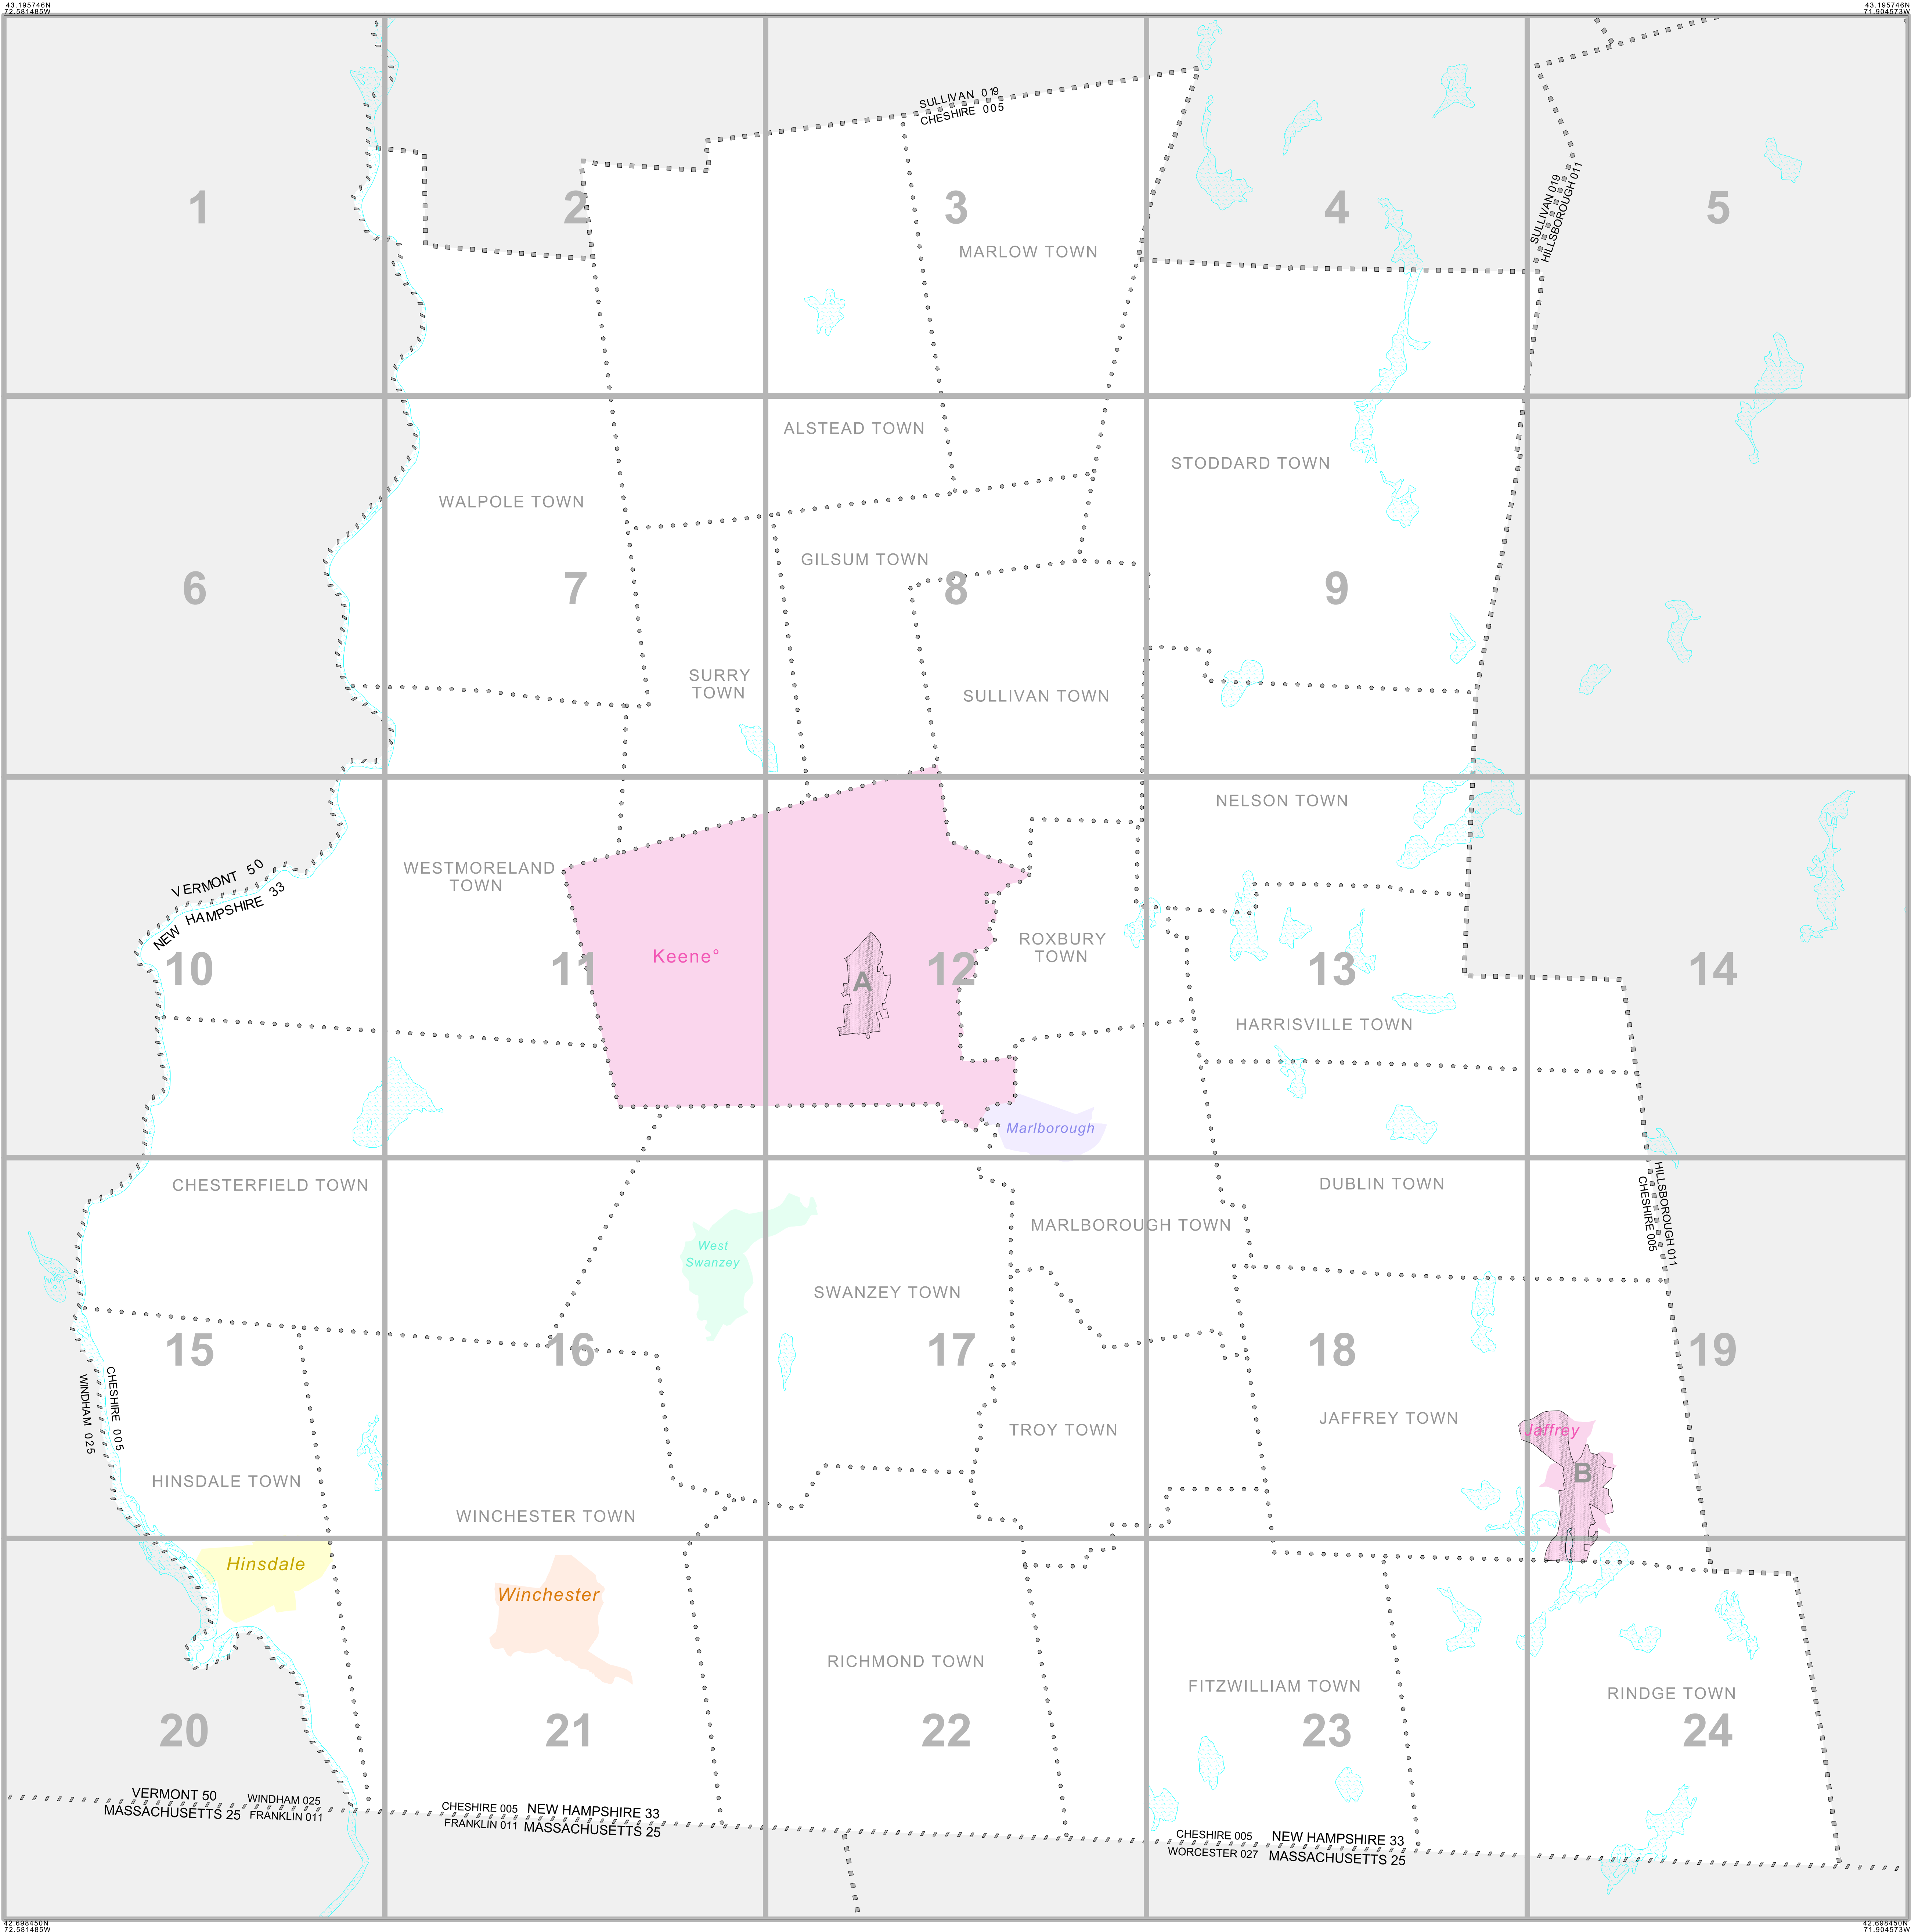 43.195746N
72.581485W
43.195746N
71.904573W
SULLIVAN 019
CHESHIRE 005
SULLIVAN 019
HILLSBOROUGH 011
1
2
3
4
5
MARLOW TOWN
ALSTEAD TOWN
STODDARD TOWN
WALPOLE TOWN
GILSUM TOWN
6
7
8
9
SURRY
TOWN
SULLIVAN TOWN
NELSON TOWN
VERMONT 50
NEW HAMPSHIRE 33
WESTMORELAND
TOWN
Keene°
ROXBURY
TOWN
10
11
A
12
13
14
HARRISVILLE TOWN
Marlborough
CHESTERFIELD TOWN
DUBLIN TOWN
HILLSBOROUGH 011
CHESHIRE 005
MARLBOROUGH TOWN
West
Swanzey
SWANZEY TOWN
15
16
17
18
19
WINDHAM 025
CHESHIRE 005
JAFFREY TOWN
TROY TOWN
Jaffrey
B
HINSDALE TOWN
WINCHESTER TOWN
Hinsdale
Winchester
RICHMOND TOWN
FITZWILLIAM TOWN
RINDGE TOWN
20
21
22
23
24
VERMONT 50 WINDHAM 025
MASSACHUSETTS 25 FRANKLIN 011
CHESHIRE 005 NEW HAMPSHIRE 33
FRANKLIN 011 MASSACHUSETTS 25
CHESHIRE 005 NEW HAMPSHIRE 33
WORCESTER 027 MASSACHUSETTS 25
42.698450N
72.581485W
42.698450N
71.904573W